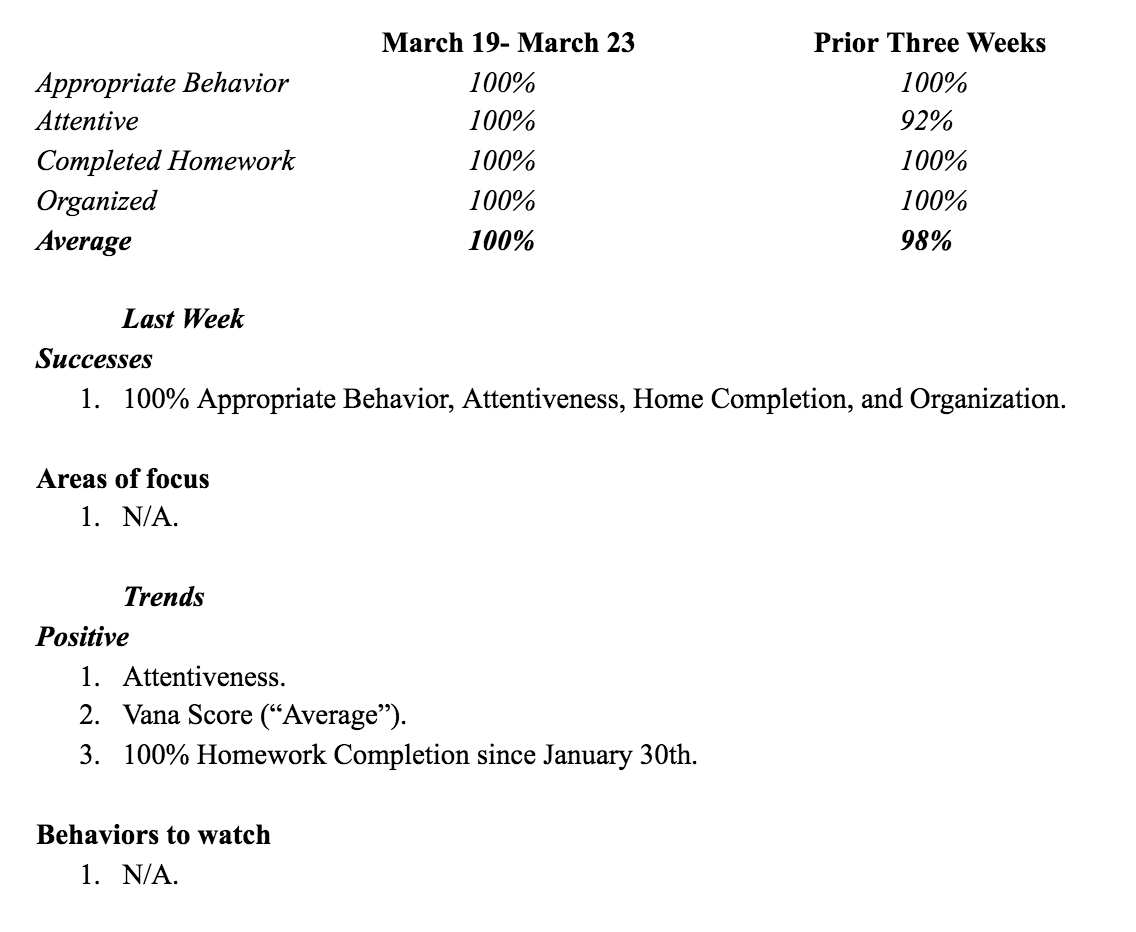 March 19- March 23 Prior Three Weeks
Appropriate Behavior 100% 100%
Attentive 100% 92%
Completed Homework 100% 100%
Organized 100% 100%
Average 100% 98%
Last Week
Successes
1. 100% Appropriate Behavior, Attentiveness, Home Completion, and Organization.
Areas of focus
1. N/A.
Trends
Positive
1. Attentiveness.
2. Vana Score (“Average”).
3. 100% Homework Completion since January 30th.
Behaviors to watch
1. N/A.